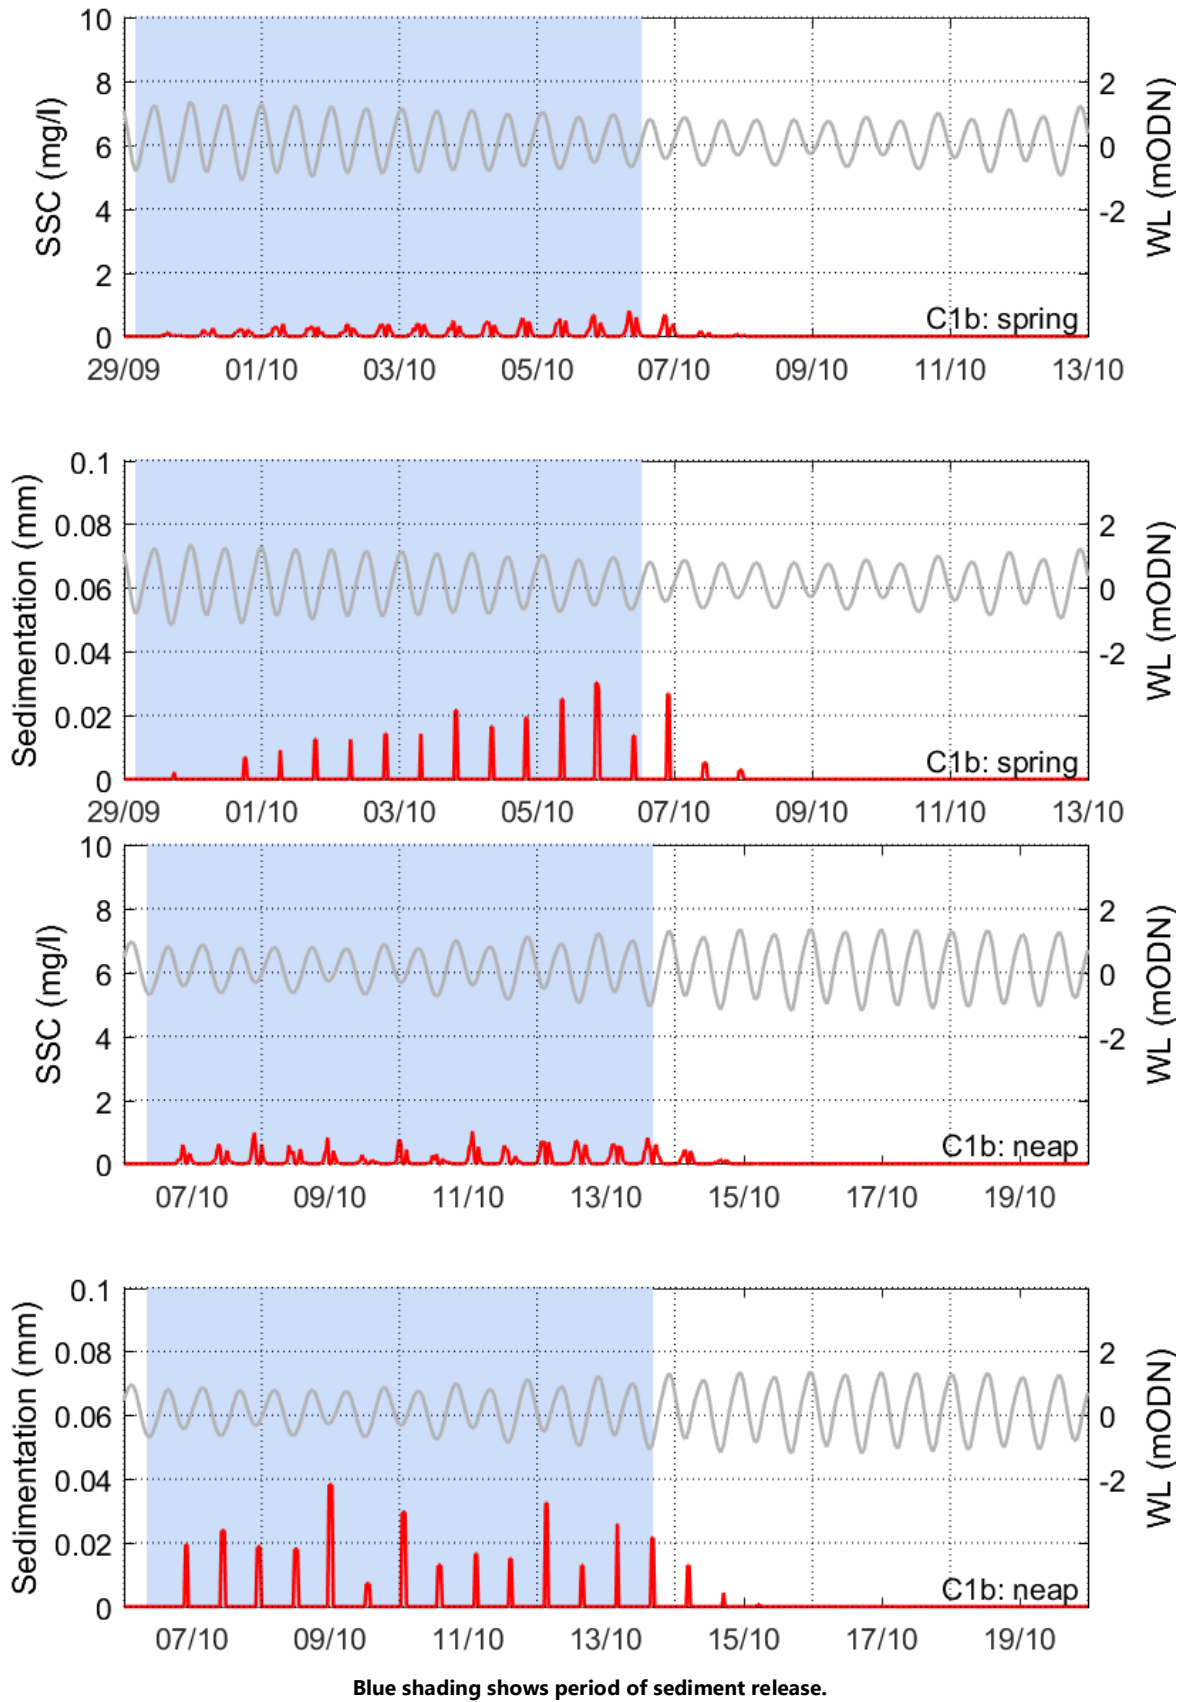 10
8
6
4
2
0
SSC (mg/l)
2
0
-2
WL (mODN)
C1b: spring
29/09 01/10 03/10 05/10 07/10 09/10 11/10 13/10
0.1
0.08
0.06
0.04
0.02
0
Sedimentation (mm)
2
0
-2
WL (mODN)
C1b: spring
29/09 01/10 03/10 05/10 07/10 09/10 11/10 13/10
10
8
6
4
2
0
SSC (mg/l)
2
0
-2
WL (mODN)
C1b: neap
07/10 09/10 11/10 13/10 15/10 17/10 19/10
0.1
0.08
0.06
0.04
0.02
0
Sedimentation (mm)
2
0
-2
WL (mODN)
C1b: neap
07/10 09/10 11/10 13/10 15/10 17/10 19/10
Blue shading shows period of sediment release.